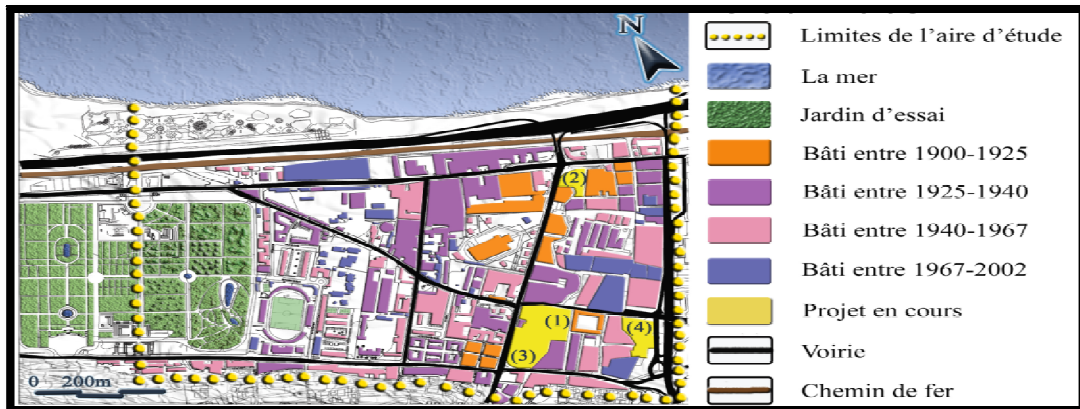 N
(2)
(1)
(4)
(3)
0 200m
Limites de l'aire d'étude
La mer
Jardin d'essai
Bâti entre 1900-1925
Bâti entre 1925-1940
Bâti entre 1940-1967
Bâti entre 1967-2002
Projet en cours
Voirie
Chemin de fer